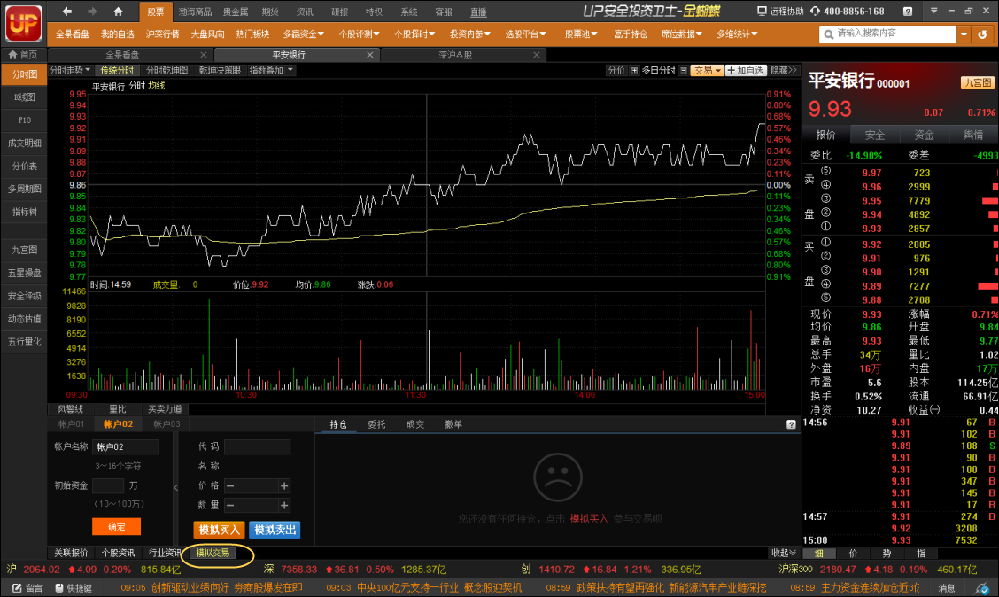 UP 股票 渤海商品 贵金属 期货 资讯 研报 特权 系统 客服 直播 UP安全投资卫士-金蝴蝶 远程协助 400-8856-168 ?
全景看盘 我的自选 沪深行情 大盘风向 热门板块 多赢资金 个股评测 个股择时 投资内参 选股平台 股票池 高手持仓 席位数据 多维统计 请输入搜索内容
首页 全景看盘 平安银行 深沪A股
分时图
K线图
F10
成交明细
分价表
多周期图
指标树
九宫图
五星操盘
安全评级
动态估值
五行量化
分时走势 传统分时 分时乾坤图 乾坤决策眼 指数叠加 分价 多日分时 交易 +加自选 隐藏>>
平安银行 分时 均线
9.95 0.91%
9.94 0.80%
9.93 0.68%
9.92 0.57%
9.91 0.46%
9.89 0.34%
9.88 0.23%
9.87 0.11%
9.86 0.00%
9.85 0.11%
9.84 0.23%
9.83 0.34%
9.82 0.46%
9.80 0.57%
9.79 0.68%
9.78 0.80%
9.77 0.91%
时间:14:59 成交量: 0 价位:9.92 均价:9.86 涨跌:0.06
11466
9828
8190
6552
4914
3276
1638
09:30 10:30 11:30 14:00 15:00
风警线 量比 买卖力道
帐户01 帐户02 帐户03
帐户名称 帐户02
3～16个字符
初始资金 万
(10～100万)
确定
代码
名称
价格 − +
数量 − +
模拟买入 模拟卖出
持仓 委托 成交 撤单 ?
您还没有任何持仓，点击 模拟买入 参与交易呗
关联报价 个股资讯 行业资讯 模拟交易 收起
平安银行 000001 九宫图
9.93 0.07 0.71%
报价 安全 资金 舆情
委比 -14.90% 委差 -4993
卖盘
⑤ 9.97 723
④ 9.96 2999
③ 9.95 7779
② 9.94 4892
① 9.93 2857
买盘
① 9.92 2005
② 9.91 976
③ 9.90 1291
④ 9.89 7277
⑤ 9.88 2708
现价 9.93 涨幅 0.71%
均价 9.86 开盘 9.84
最高 9.93 最低 9.77
总手 34万 量比 1.02
外盘 16万 内盘 17万
市盈 5.6 股本 114.25亿
换手 0.52% 流通 66.91亿
净资 10.27 收益(一) 0.44
14:56 9.91 67 B
9.91 102 B
9.89 108 S
9.91 90 B
9.91 100 B
9.91 347 B
9.91 145 B
9.91 17 B
14:57 9.91 274 B
9.92 3208
15:00 9.93 7532
细 价 势 指
沪 2064.02 4.09 0.20% 815.84亿 深 7358.33 36.81 0.50% 1285.37亿 创 1410.72 16.84 1.21% 336.95亿 沪深300 2180.47 4.18 0.19% 460.17亿
留言 快捷键 09:05 创新驱动业绩向好 券商股爆发在即 09:03 中央100亿元支持一行业 概念股迎契机 08:59 政策扶持有望再强化 新能源汽车产业链深挖 08:59 主力资金连续加仓近3亿 消息